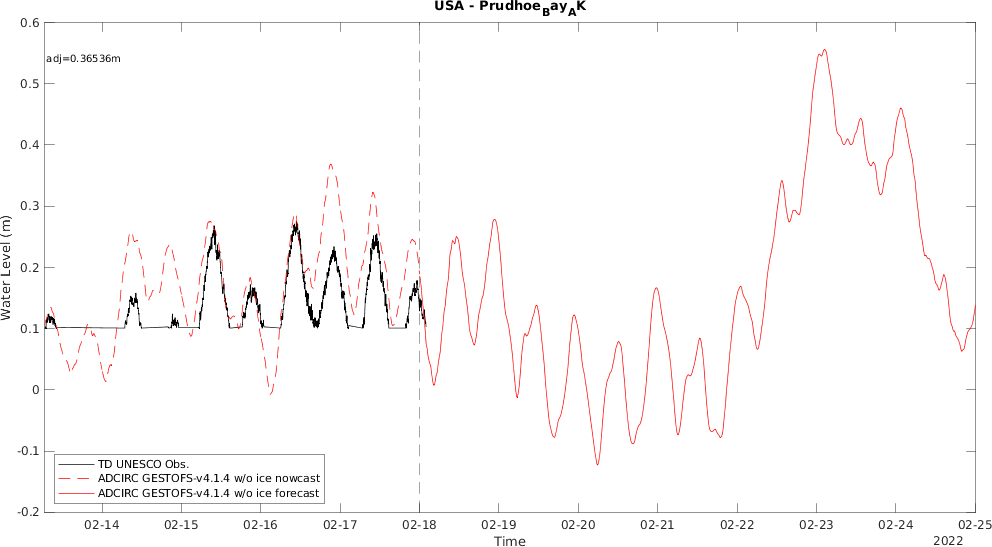 USA - Prudhoe_Bay_AK
adj=0.36536m
0.6
0.5
0.4
0.3
0.2
0.1
0
-0.1
-0.2
Water Level (m)
TD UNESCO Obs.
ADCIRC GESTOFS-v4.1.4 w/o ice nowcast
ADCIRC GESTOFS-v4.1.4 w/o ice forecast
02-14 02-15 02-16 02-17 02-18 02-19 02-20 02-21 02-22 02-23 02-24 02-25
Time
2022